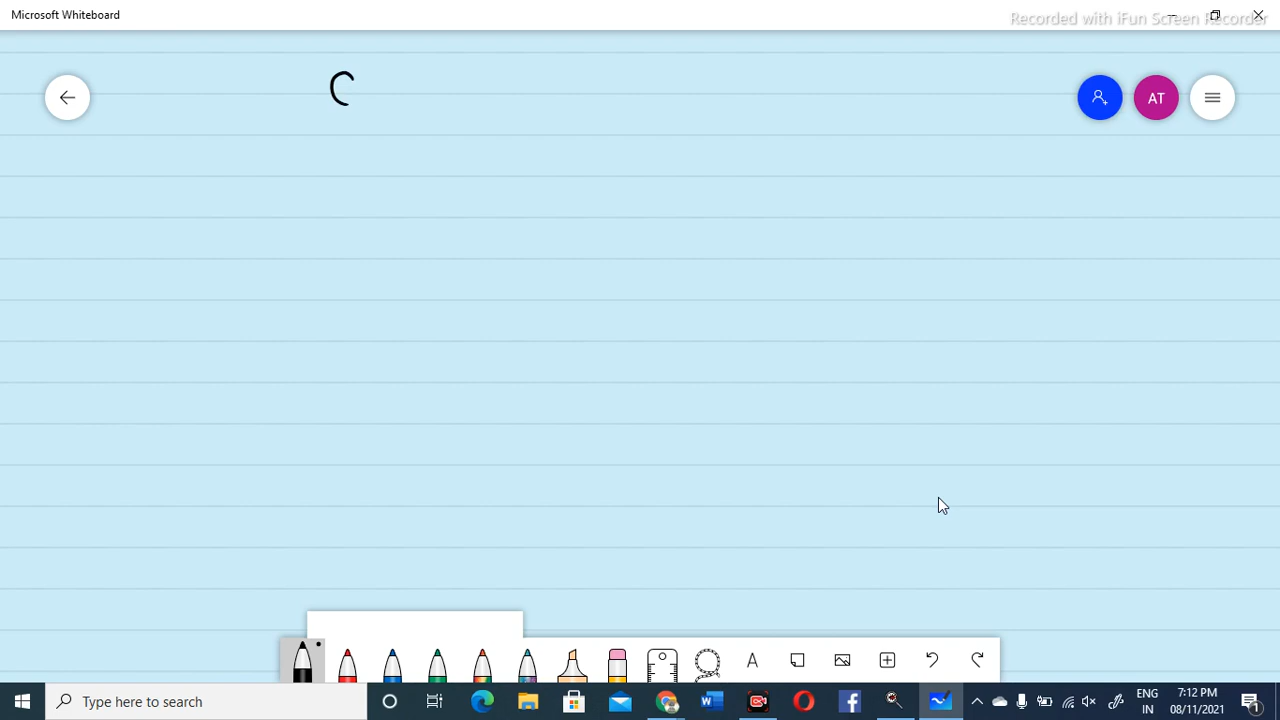 Microsoft Whiteboard
Recorded with iFun Screen Recorder
C
AT
A
Type here to search
W
f
ENG
IN
7:12 PM
08/11/2021
1